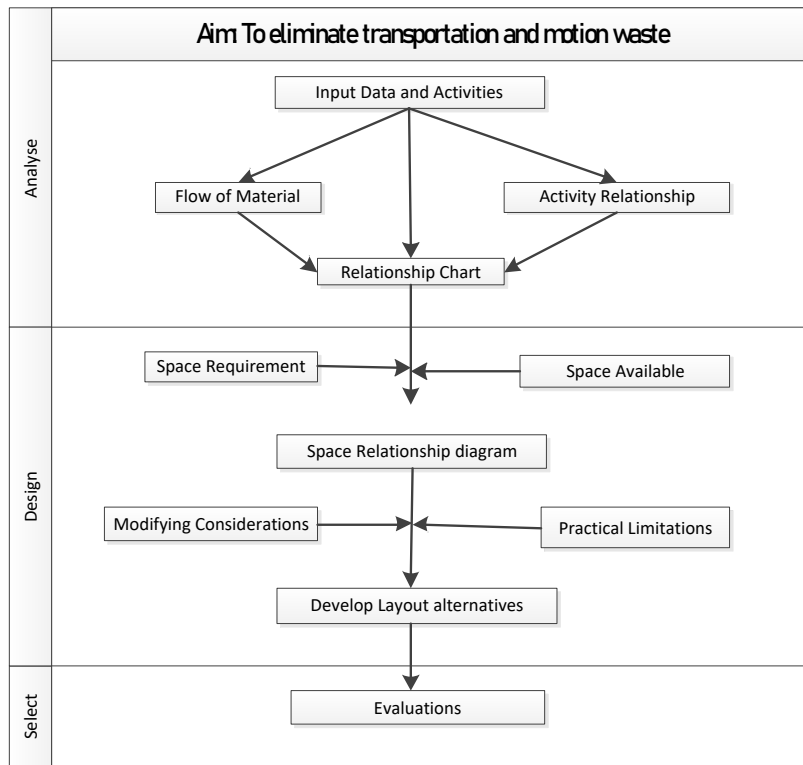 Aim: To eliminate transportation and motion waste
Analyse
Input Data and Activities
Flow of Material
Activity Relationship
Relationship Chart
Design
Space Requirement
Space Available
Space Relationship diagram
Modifying Considerations
Practical Limitations
Develop Layout alternatives
Select
Evaluations